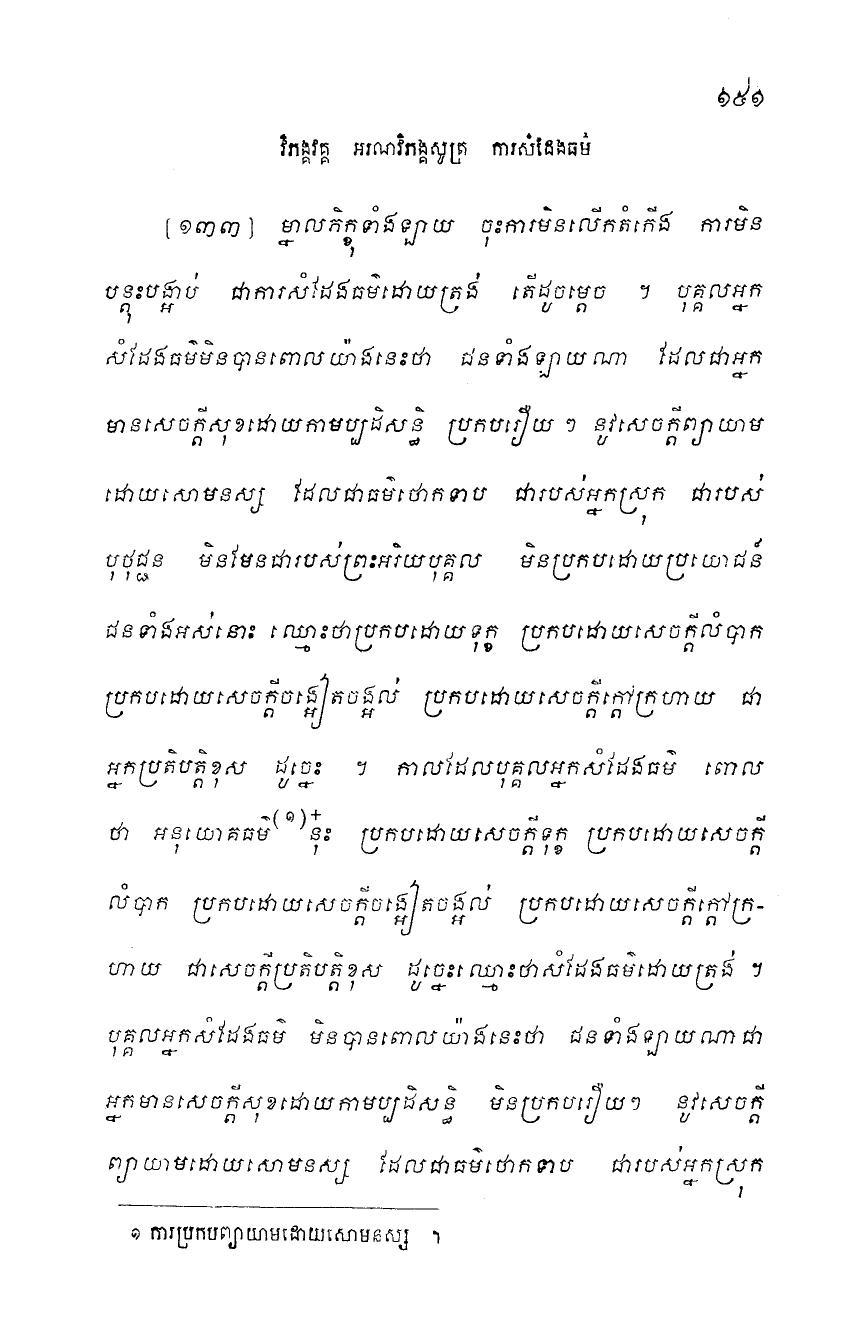 ១៩១
វិភង្គវគ្គ អរណវិភង្គសូត្រ ការសំដែងធម៌
[១៣៣] ម្នាលភិក្ខុទាំងឡាយ ចុះការមិនលើកតំកើង ការមិន
បន្តុះបង្អាប់ ជាការសំដែងធម៌ដោយត្រង់ តើដូចម្តេច ។ បុគ្គលអ្នក
សំដែងធម៌មិនបានពោលយ៉ាងនេះថា ជនទាំងឡាយណា ដែលជាអ្នក
មានសេចក្តីសុខដោយកាមប្បដិសន្ធិ ប្រកបរឿយ ៗ នូវសេចក្តីព្យាយាម
ដោយសោមនស្ស ដែលជាធម៌ថោកទាប ជារបស់អ្នកស្រុក ជារបស់
បុថុជ្ជន មិនមែនជារបស់ព្រះអរិយបុគ្គល មិនប្រកបដោយប្រយោជន៍
ជនទាំងអស់នោះ ឈ្មោះថាប្រកបដោយទុក្ខ ប្រកបដោយសេចក្តីលំបាក
ប្រកបដោយសេចក្តីចង្អៀតចង្អល់ ប្រកបដោយសេចក្តីក្តៅក្រហាយ ជា
អ្នកប្រតិបត្តិខុស ដូច្នេះ ។ កាលដែលបុគ្គលអ្នកសំដែងធម៌ ពោល
ថា អនុយោគធម៌(១)+នុ៎ះ ប្រកបដោយសេចក្តីទុក្ខ ប្រកបដោយសេចក្តី
លំបាក ប្រកបដោយសេចក្តីចង្អៀតចង្អល់ ប្រកបដោយសេចក្តីក្តៅក្រ-
ហាយ ជាសេចក្តីប្រតិបត្តិខុស ដូច្នេះឈ្មោះថាសំដែងធម៌ដោយត្រង់ ។
បុគ្គលអ្នកសំដែងធម៌ មិនបានពោលយ៉ាងនេះថា ជនទាំងឡាយណាជា
អ្នកមានសេចក្តីសុខដោយកាមប្បដិសន្ធិ មិនប្រកបរឿយៗ នូវសេចក្តី
ព្យាយាមដោយសោមនស្ស ដែលជាធម៌ថោកទាប ជារបស់អ្នកស្រុក
១ ការប្រកបព្យាយាមដោយសោមនស្ស ។